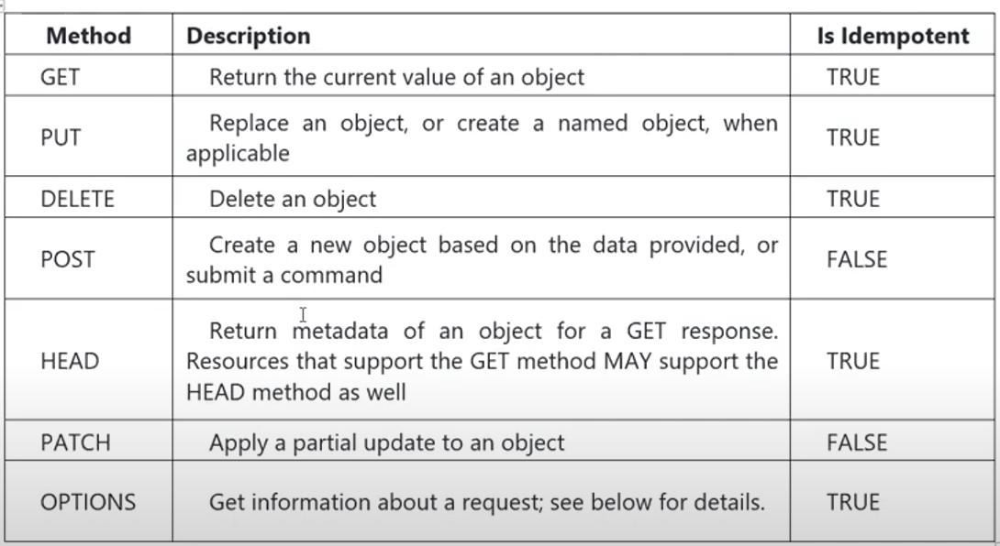 Method Description Is Idempotent
GET Return the current value of an object TRUE
PUT Replace an object, or create a named object, when
applicable TRUE
DELETE Delete an object TRUE
POST Create a new object based on the data provided, or
submit a command FALSE
HEAD Return metadata of an object for a GET response.
Resources that support the GET method MAY support the
HEAD method as well TRUE
PATCH Apply a partial update to an object FALSE
OPTIONS Get information about a request; see below for details. TRUE